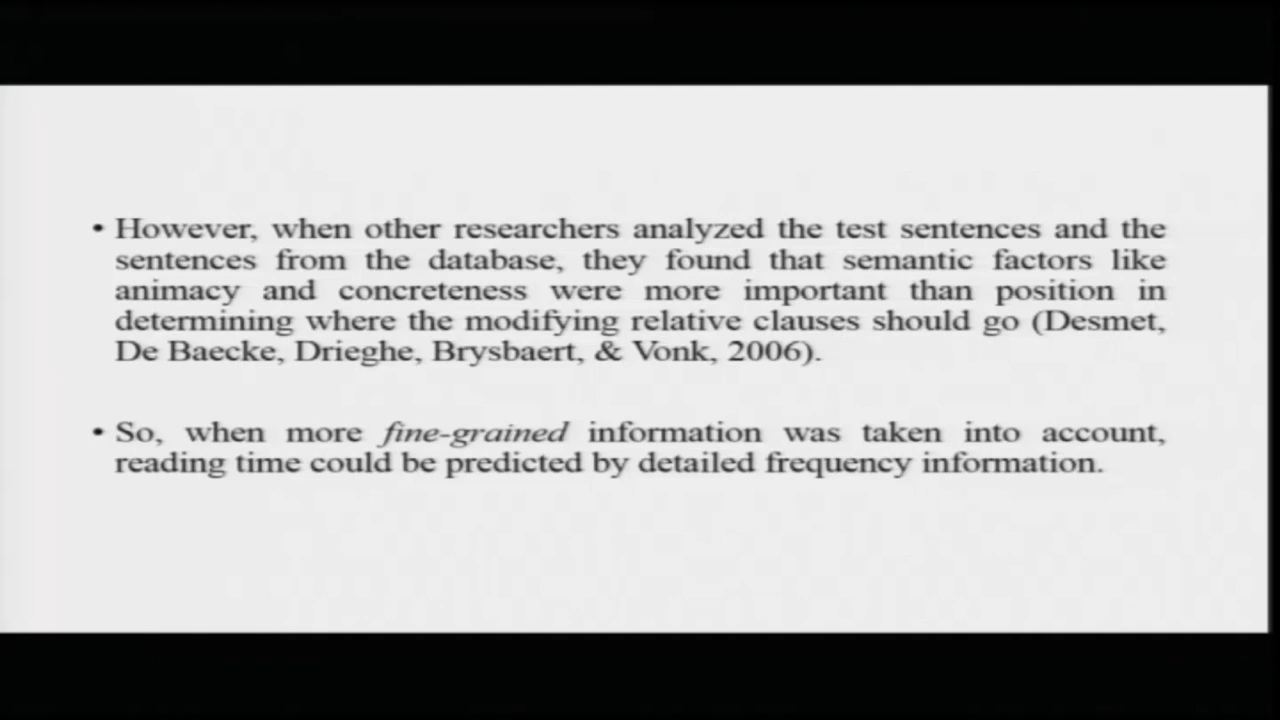 • However, when other researchers analyzed the test sentences and the
sentences from the database, they found that semantic factors like
animacy and concreteness were more important than position in
determining where the modifying relative clauses should go (Desmet,
De Baecke, Drieghe, Brysbaert, & Vonk, 2006).
• So, when more fine-grained information was taken into account,
reading time could be predicted by detailed frequency information.